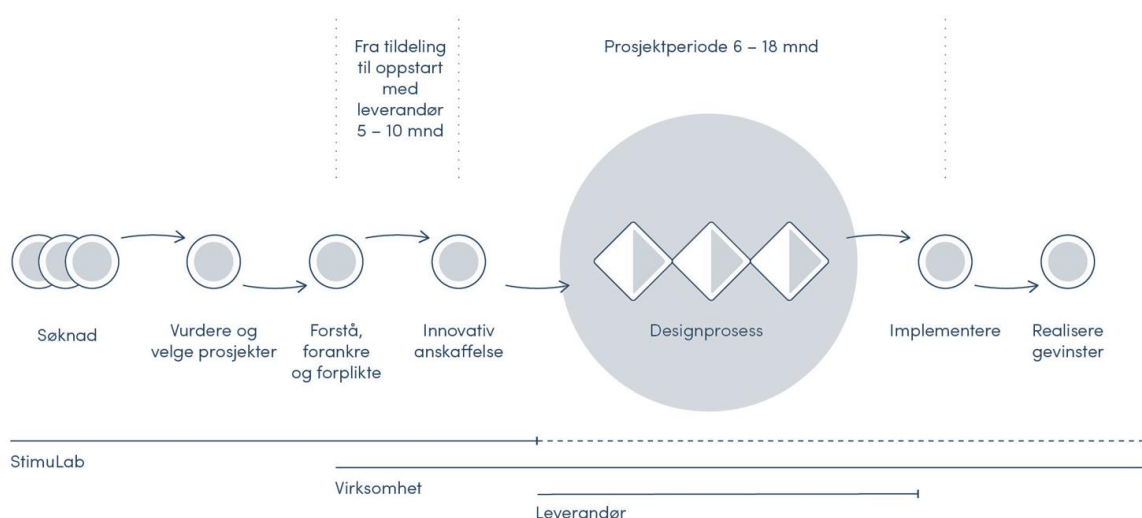 Fra tildeling
til oppstart
med
leverandør
5 – 10 mnd
Prosjektperiode 6 – 18 mnd
Søknad
Vurdere og
velge prosjekter
Forstå,
forankre
og forplikte
Innovativ
anskaffelse
Designprosess
Implementere
Realisere
gevinster
StimuLab
Virksomhet
Leverandør